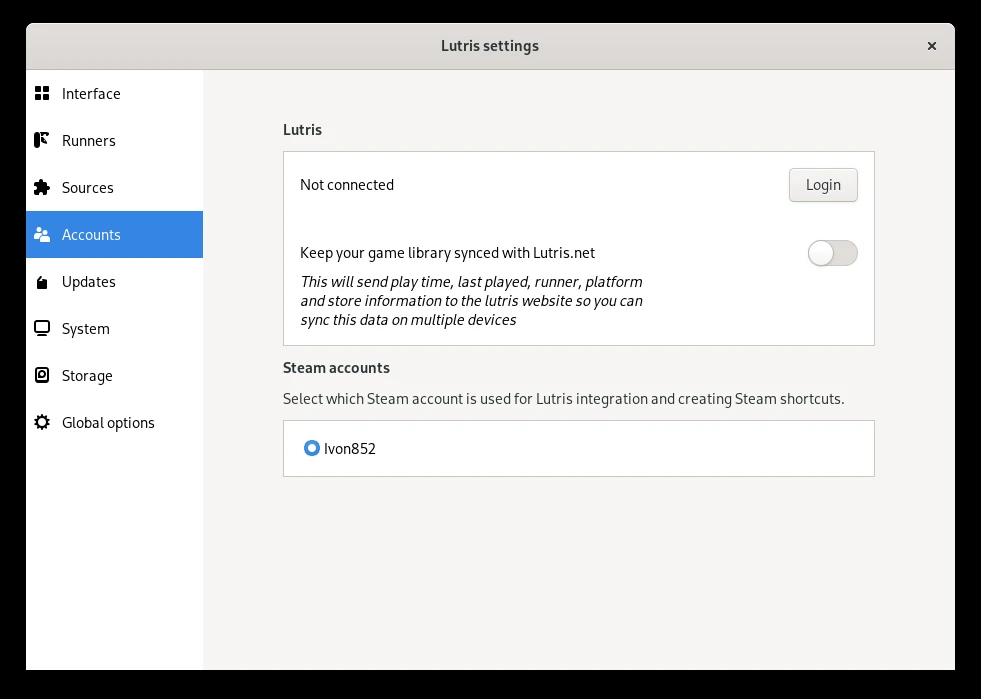 Lutris settings
Interface
Runners
Sources
Accounts
Updates
System
Storage
Global options
Lutris
Not connected
Login
Keep your game library synced with Lutris.net
This will send play time, last played, runner, platform
and store information to the lutris website so you can
sync this data on multiple devices
Steam accounts
Select which Steam account is used for Lutris integration and creating Steam shortcuts.
Ivon852